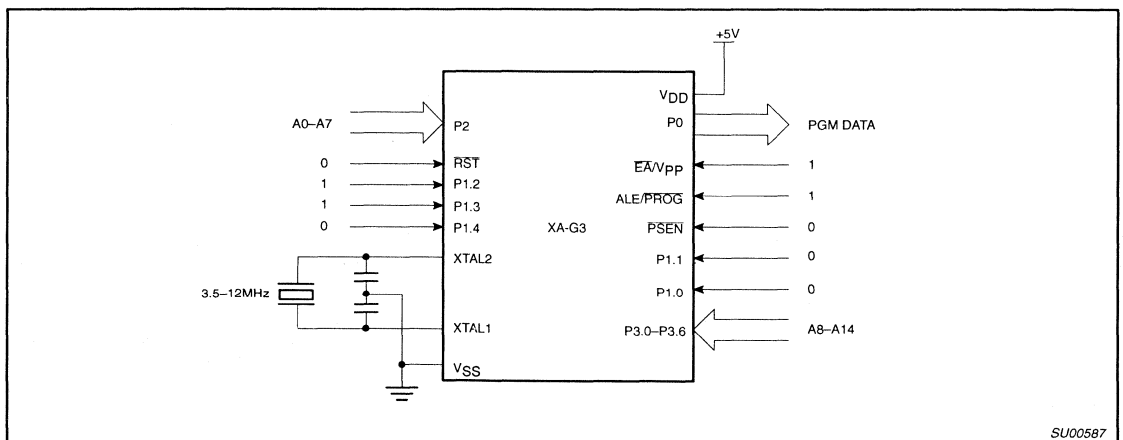 +5V
VDD
A0–A7
P2
P0
PGM DATA
0
RST
EA/VPP
1
1
P1.2
ALE/PROG
1
1
P1.3
PSEN
0
0
P1.4
XA-G3
P1.1
0
XTAL2
P1.0
0
3.5–12MHz
XTAL1
P3.0–P3.6
A8–A14
VSS
SU00587